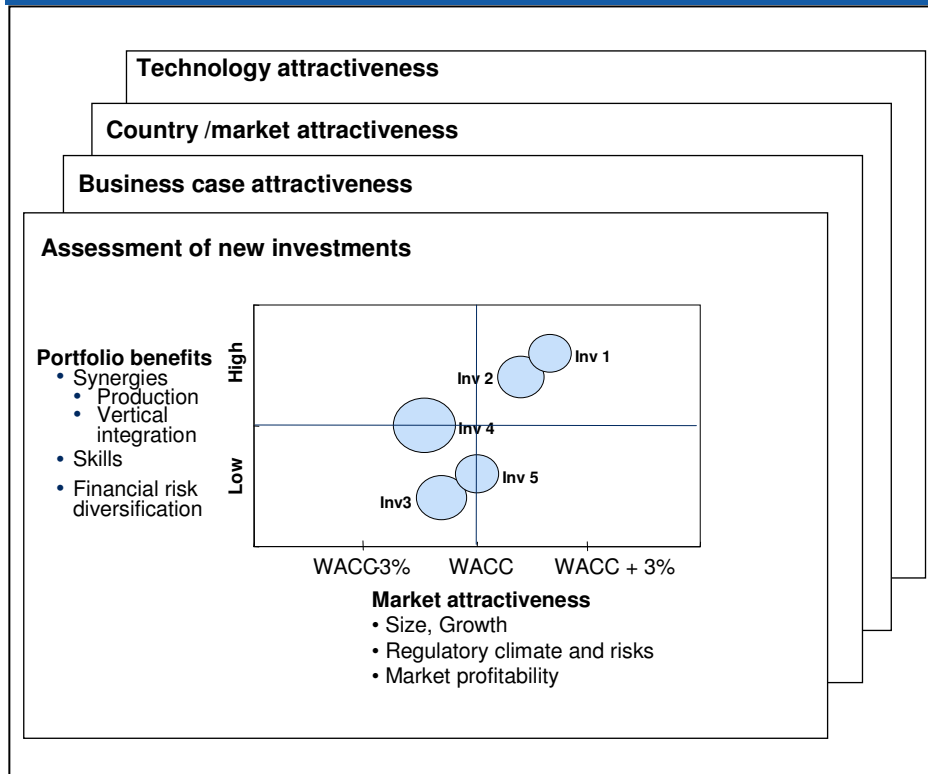 Technology attractiveness
Country /market attractiveness
Business case attractiveness
Assessment of new investments
Portfolio benefits
• Synergies
• Production
• Vertical
integration
• Skills
• Financial risk
diversification
High
Low
Inv 1
Inv 2
Inv 4
Inv 5
Inv3
WACC-3%
WACC
WACC + 3%
Market attractiveness
• Size, Growth
• Regulatory climate and risks
• Market profitability